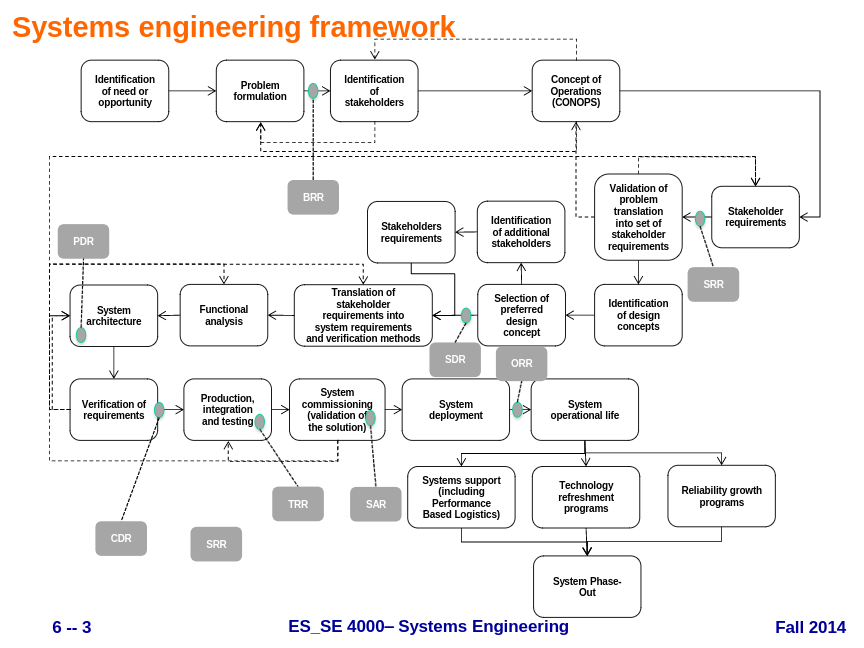 Systems engineering framework
Identification
of need or
opportunity
Problem
formulation
Identification
of
stakeholders
Concept of
Operations
(CONOPS)
BRR
Validation of
problem
translation
into set of
stakeholder
requirements
Stakeholder
requirements
Stakeholders
requirements
Identification
of additional
stakeholders
PDR
SRR
System
architecture
Functional
analysis
Translation of
stakeholder
requirements into
system requirements
and verification methods
Selection of
preferred
design
concept
Identification
of design
concepts
SDR
ORR
Verification of
requirements
Production,
integration
and testing
System
commissioning
(validation of
the solution)
System
deployment
System
operational life
Systems support
(including
Performance
Based Logistics)
Technology
refreshment
programs
Reliability growth
programs
TRR
SAR
CDR
SRR
System Phase-
Out
6 -- 3
ES_SE 4000– Systems Engineering
Fall 2014